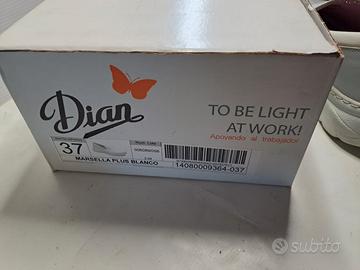 Dian
TO BE LIGHT
AT WORK!
Apoyando al trabajador
37
MARSELLA PLUS BLANCO
14080009364-037
subito